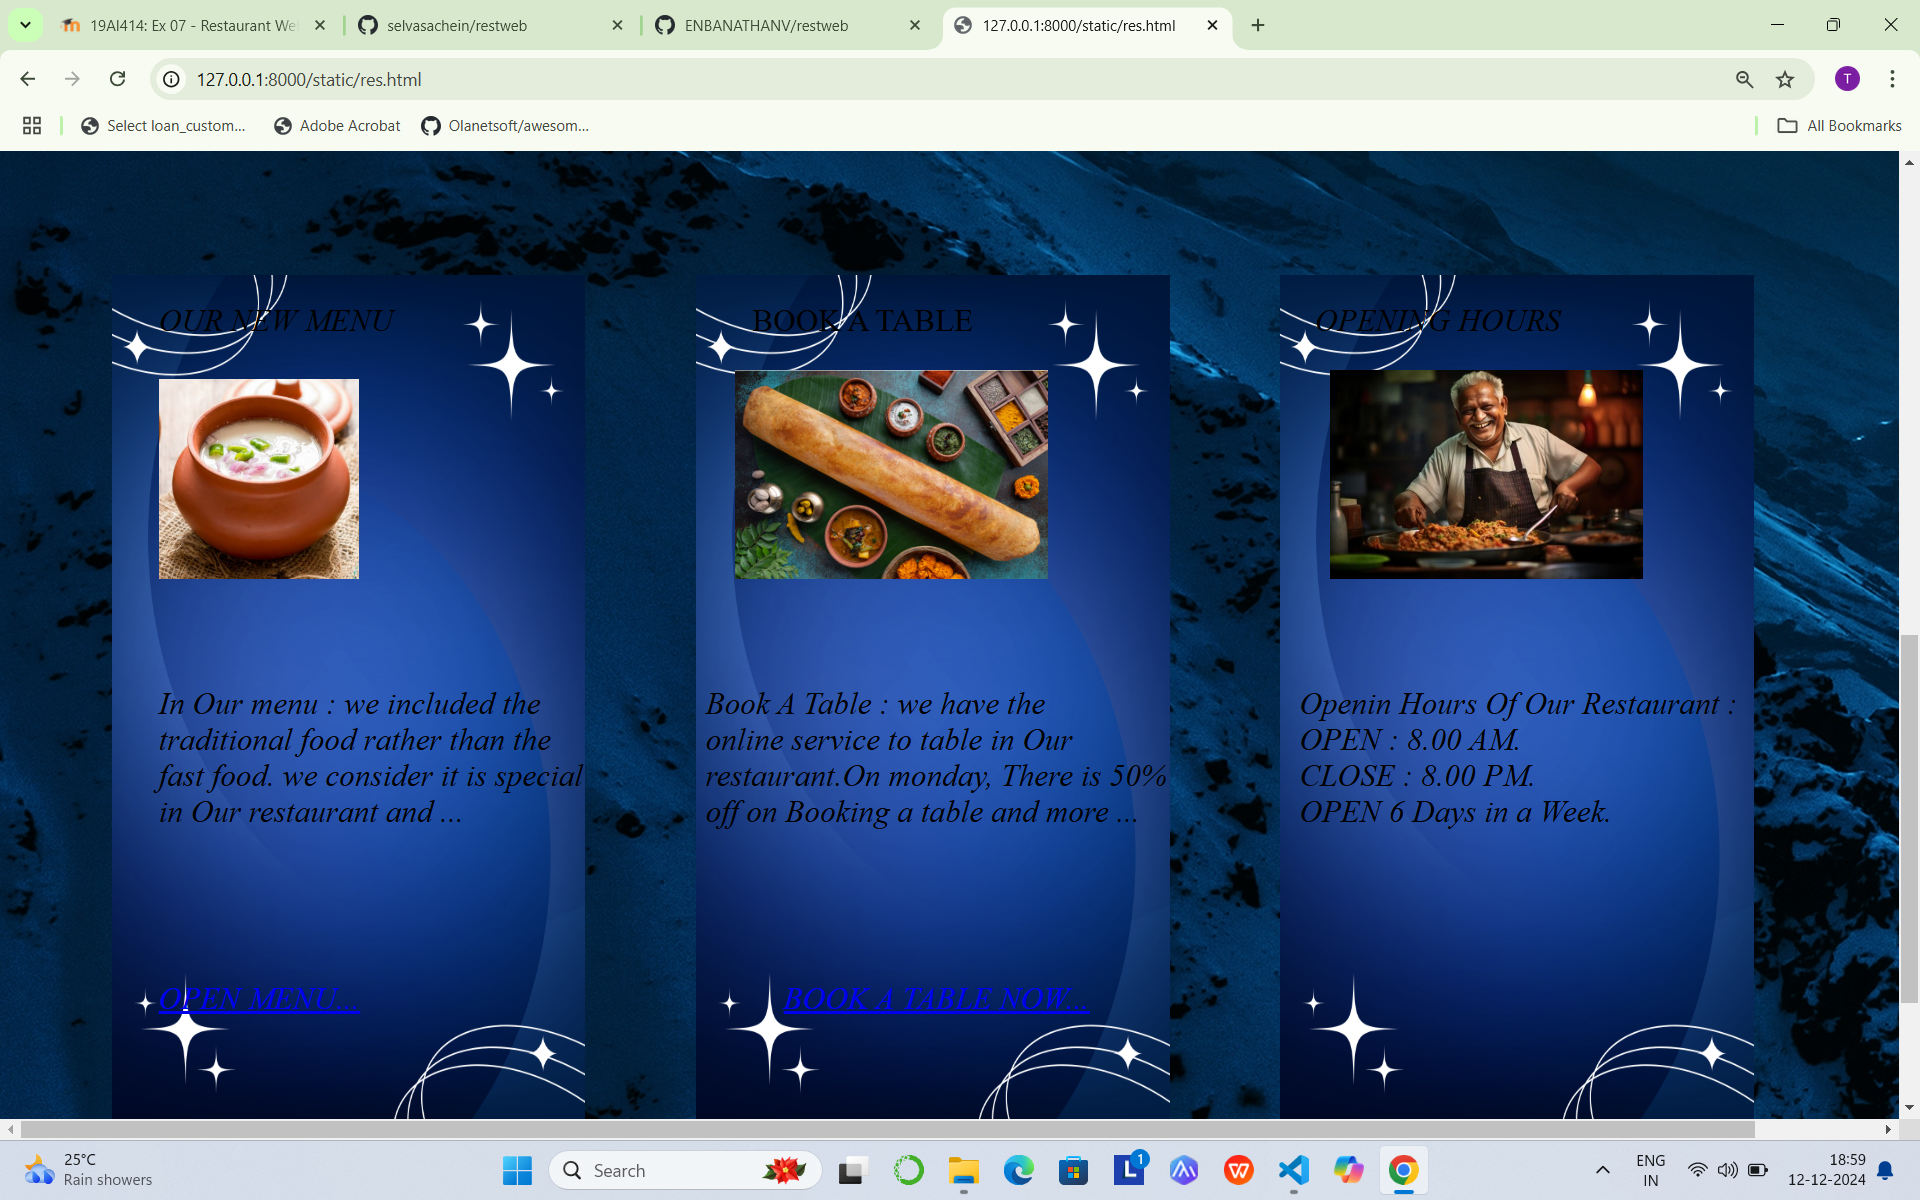 19AI414: Ex 07 - Restaurant We
selvasachein/restweb
ENBANATHANV/restweb
127.0.0.1:8000/static/res.html
127.0.0.1:8000/static/res.html
T
Select loan_custom...
Adobe Acrobat
Olanetsoft/awesom...
All Bookmarks
OUR NEW MENU
In Our menu : we included the
traditional food rather than the
fast food. we consider it is special
in Our restaurant and ...
OPEN MENU...
BOOK A TABLE
Book A Table : we have the
online service to table in Our
restaurant.On monday, There is 50%
off on Booking a table and more ...
BOOK A TABLE NOW...
OPENING HOURS
Openin Hours Of Our Restaurant :
OPEN : 8.00 AM.
CLOSE : 8.00 PM.
OPEN 6 Days in a Week.
25°C
Rain showers
Search
L
1
W
ENG
IN
18:59
12-12-2024